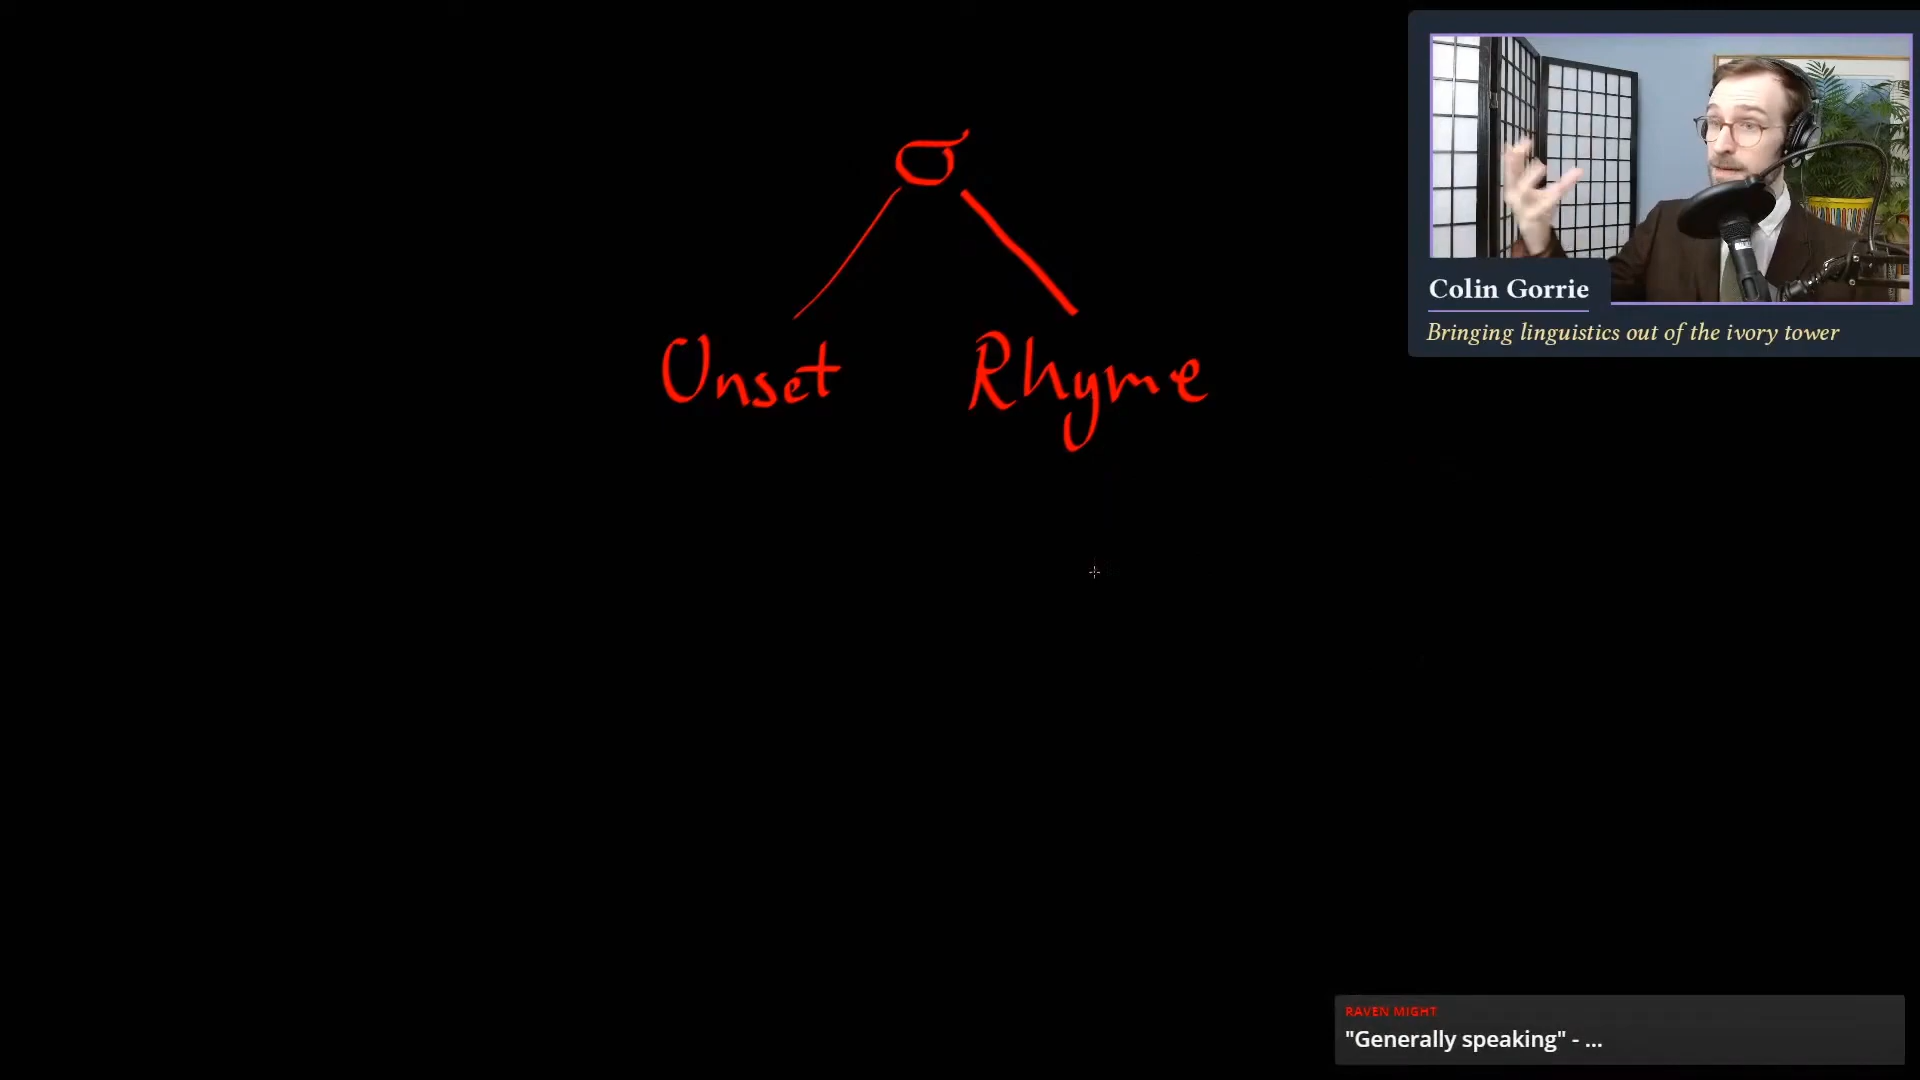 σ
Onset Rhyme
Colin Gorrie
Bringing linguistics out of the ivory tower
RAVEN MIGHT
"Generally speaking" - ...